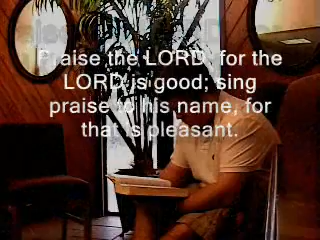 Praise the LORD; for the
LORD is good; sing
praise to his name, for
that is pleasant.